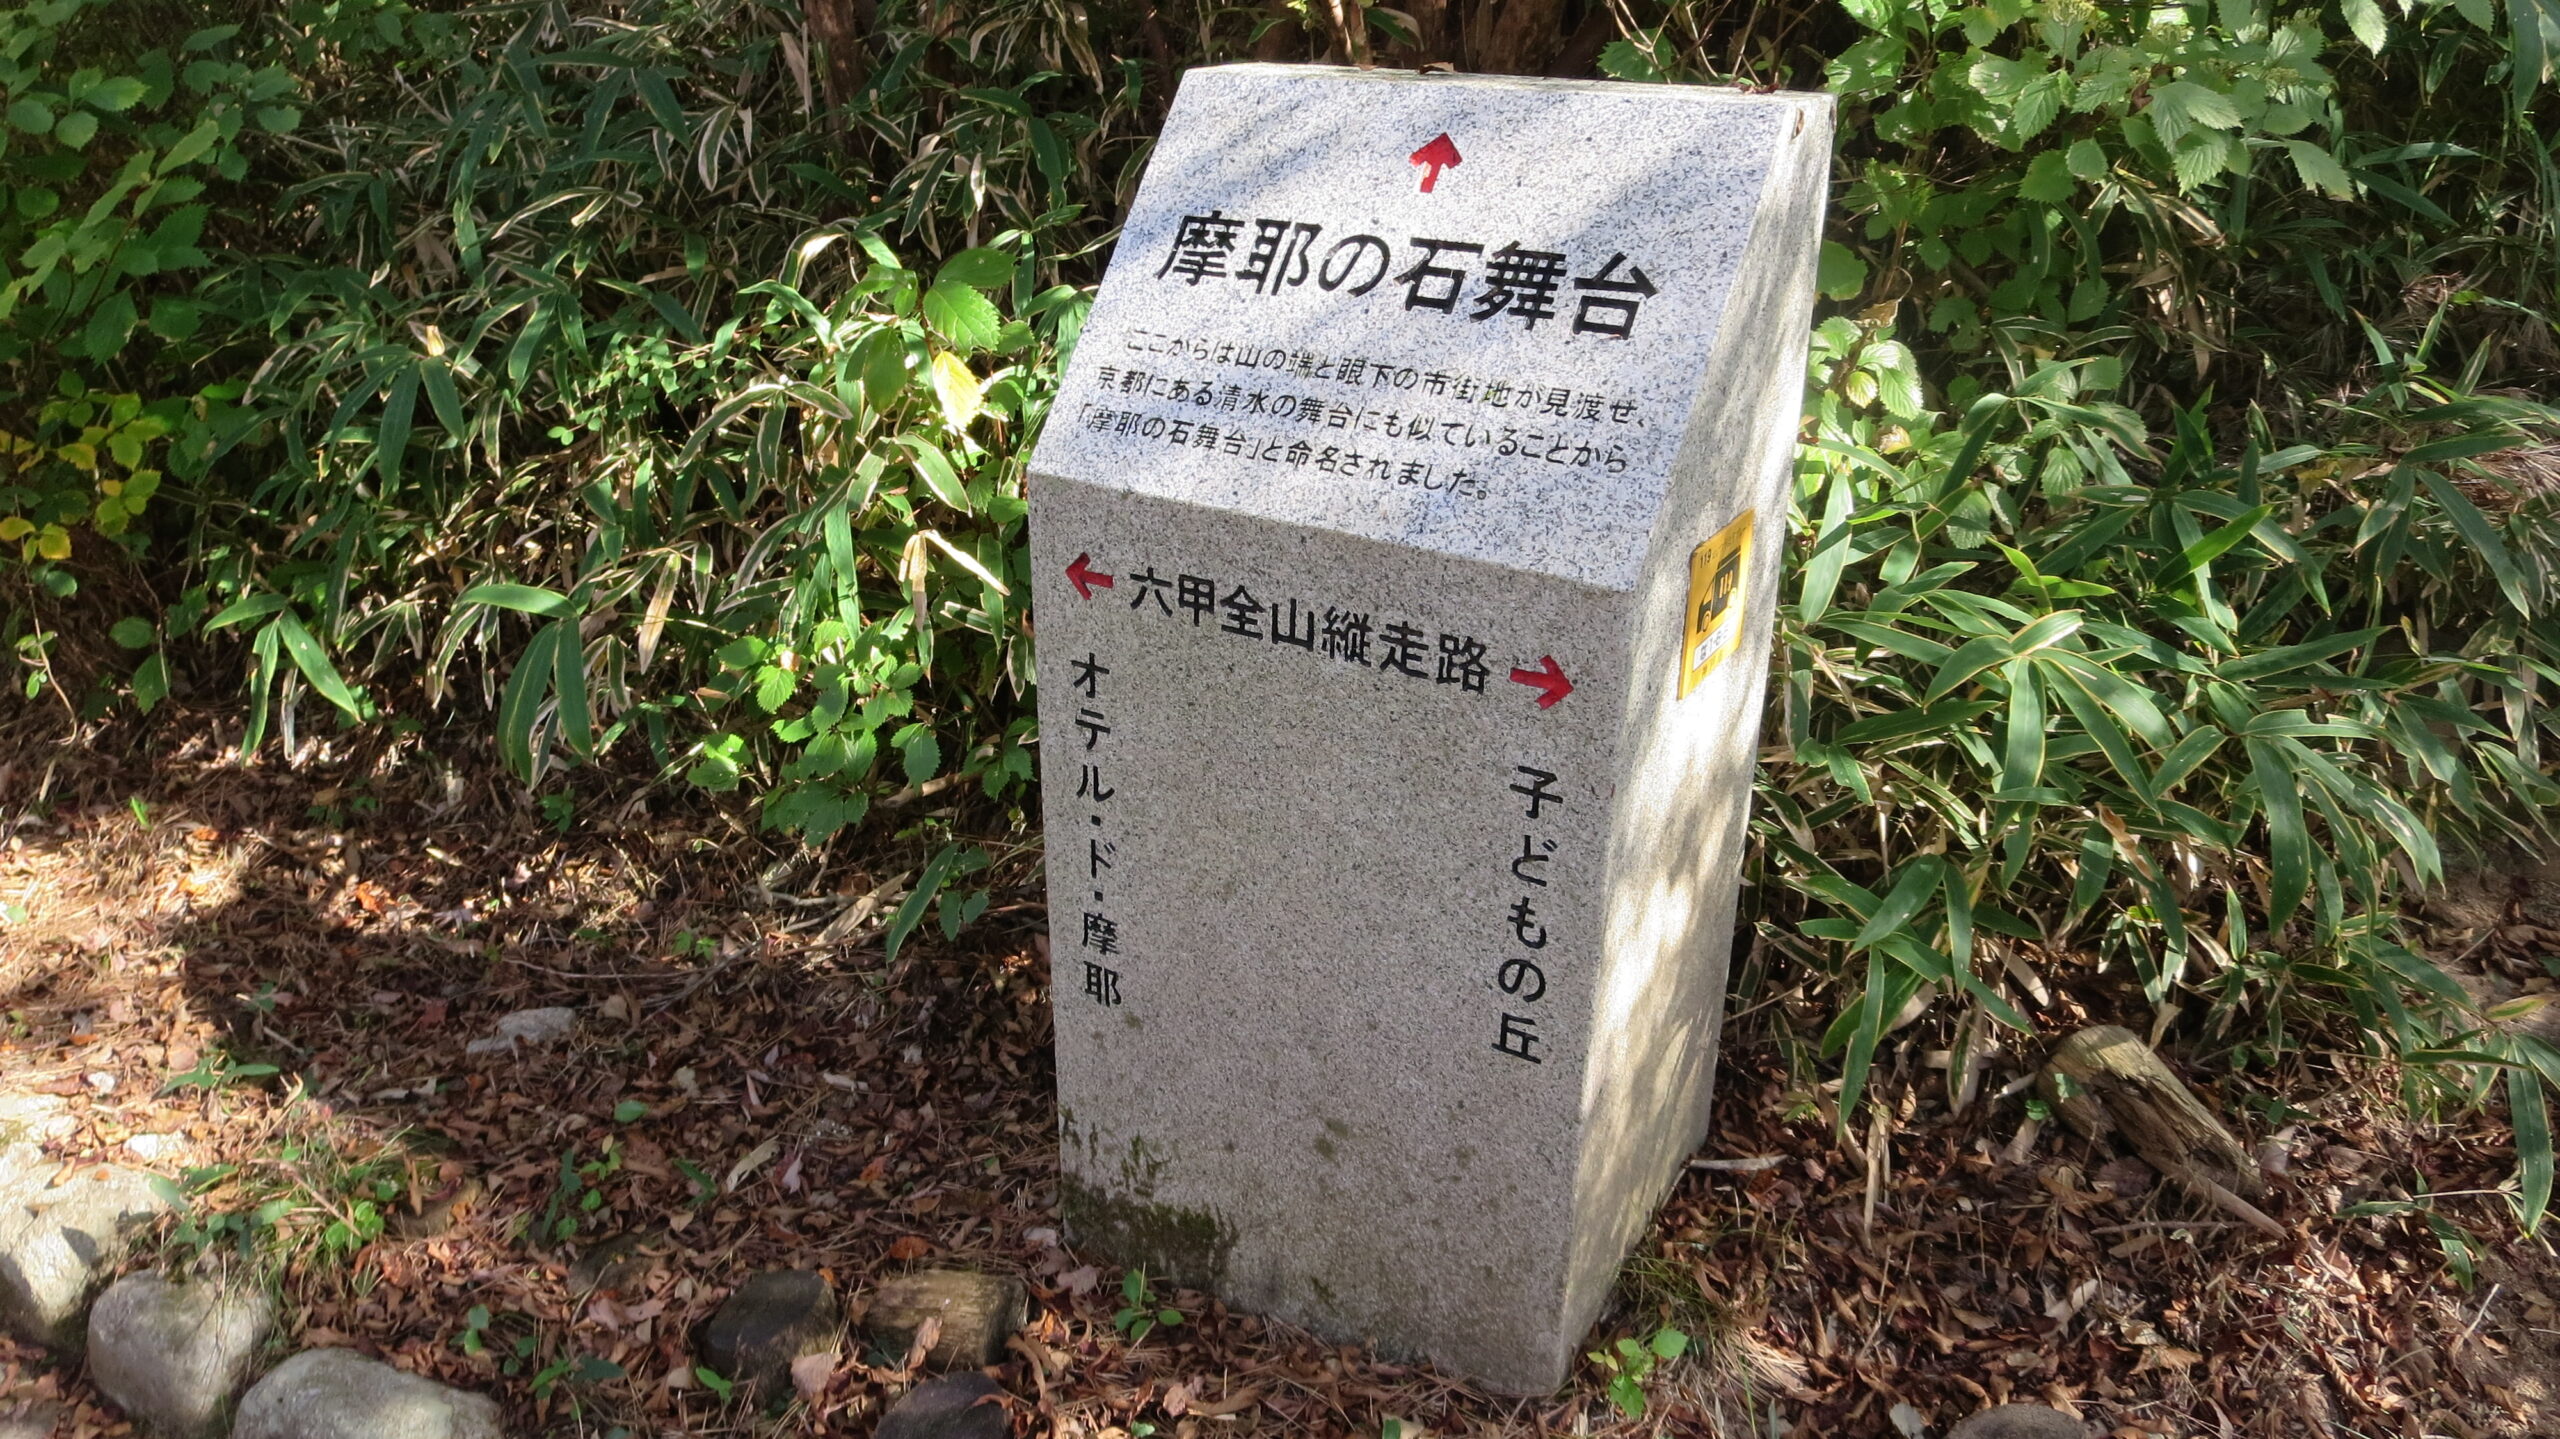 摩耶の石舞台
ここからは山の端と眼下の市街地が見渡せ、
京都にある清水の舞台にも似ていることから
「摩耶の石舞台」と命名されました。
六甲全山縦走路
オテル・ド・摩耶
子どもの丘
119